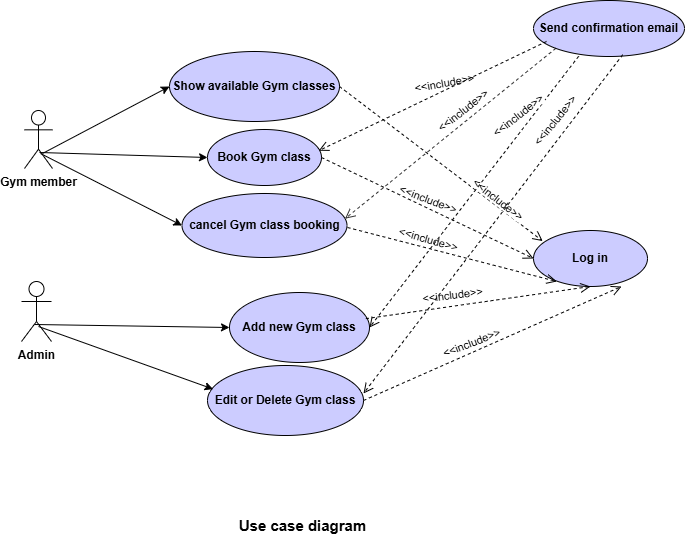 Send confirmation email
Show available Gym classes
<<include>>
<<include>>
<<include>>
<<include>>
Gym member
Book Gym class
<<include>>
<<include>>
cancel Gym class booking
<<include>>
Log in
<<include>>
Add new Gym class
Admin
<<include>>
Edit or Delete Gym class
Use case diagram